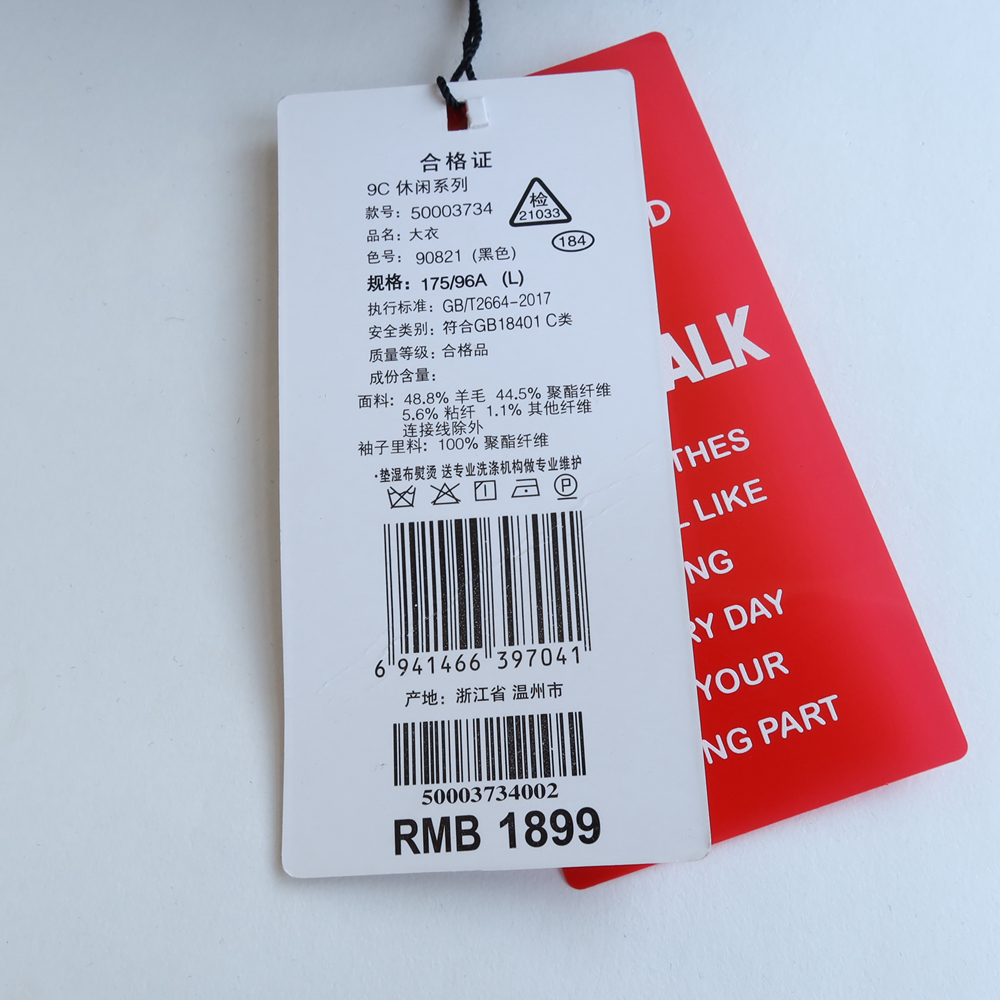 合格证
9C 休闲系列
款号：50003734
检
21033
品名：大衣
184
色号：90821 (黑色)
规格：175/96A (L)
执行标准：GB/T2664-2017
安全类别：符合GB18401 C类
质量等级：合格品
成份含量：
面料：48.8% 羊毛 44.5% 聚酯纤维
5.6% 粘纤 1.1% 其他纤维
连接线除外
袖子里料：100% 聚酯纤维
·垫湿布熨烫 送专业洗涤机构做专业维护
P
6 941466 397041
产地：浙江省 温州市
50003734002
RMB 1899
D
ALK
THES
L LIKE
NG
RY DAY
YOUR
NG PART